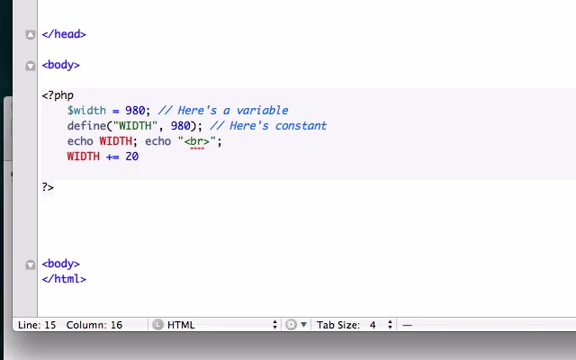 </head>
<body>
<?php
$width = 980; // Here's a variable
define("WIDTH", 980); // Here's constant
echo WIDTH; echo "<br>";
WIDTH += 20
?>
<body>
</html>
Line: 15 Column: 16 L HTML Tab Size: 4 —